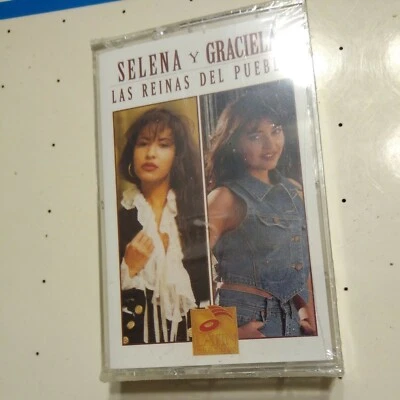 SELENA Y GRACIELA
LAS REINAS DEL PUEBL